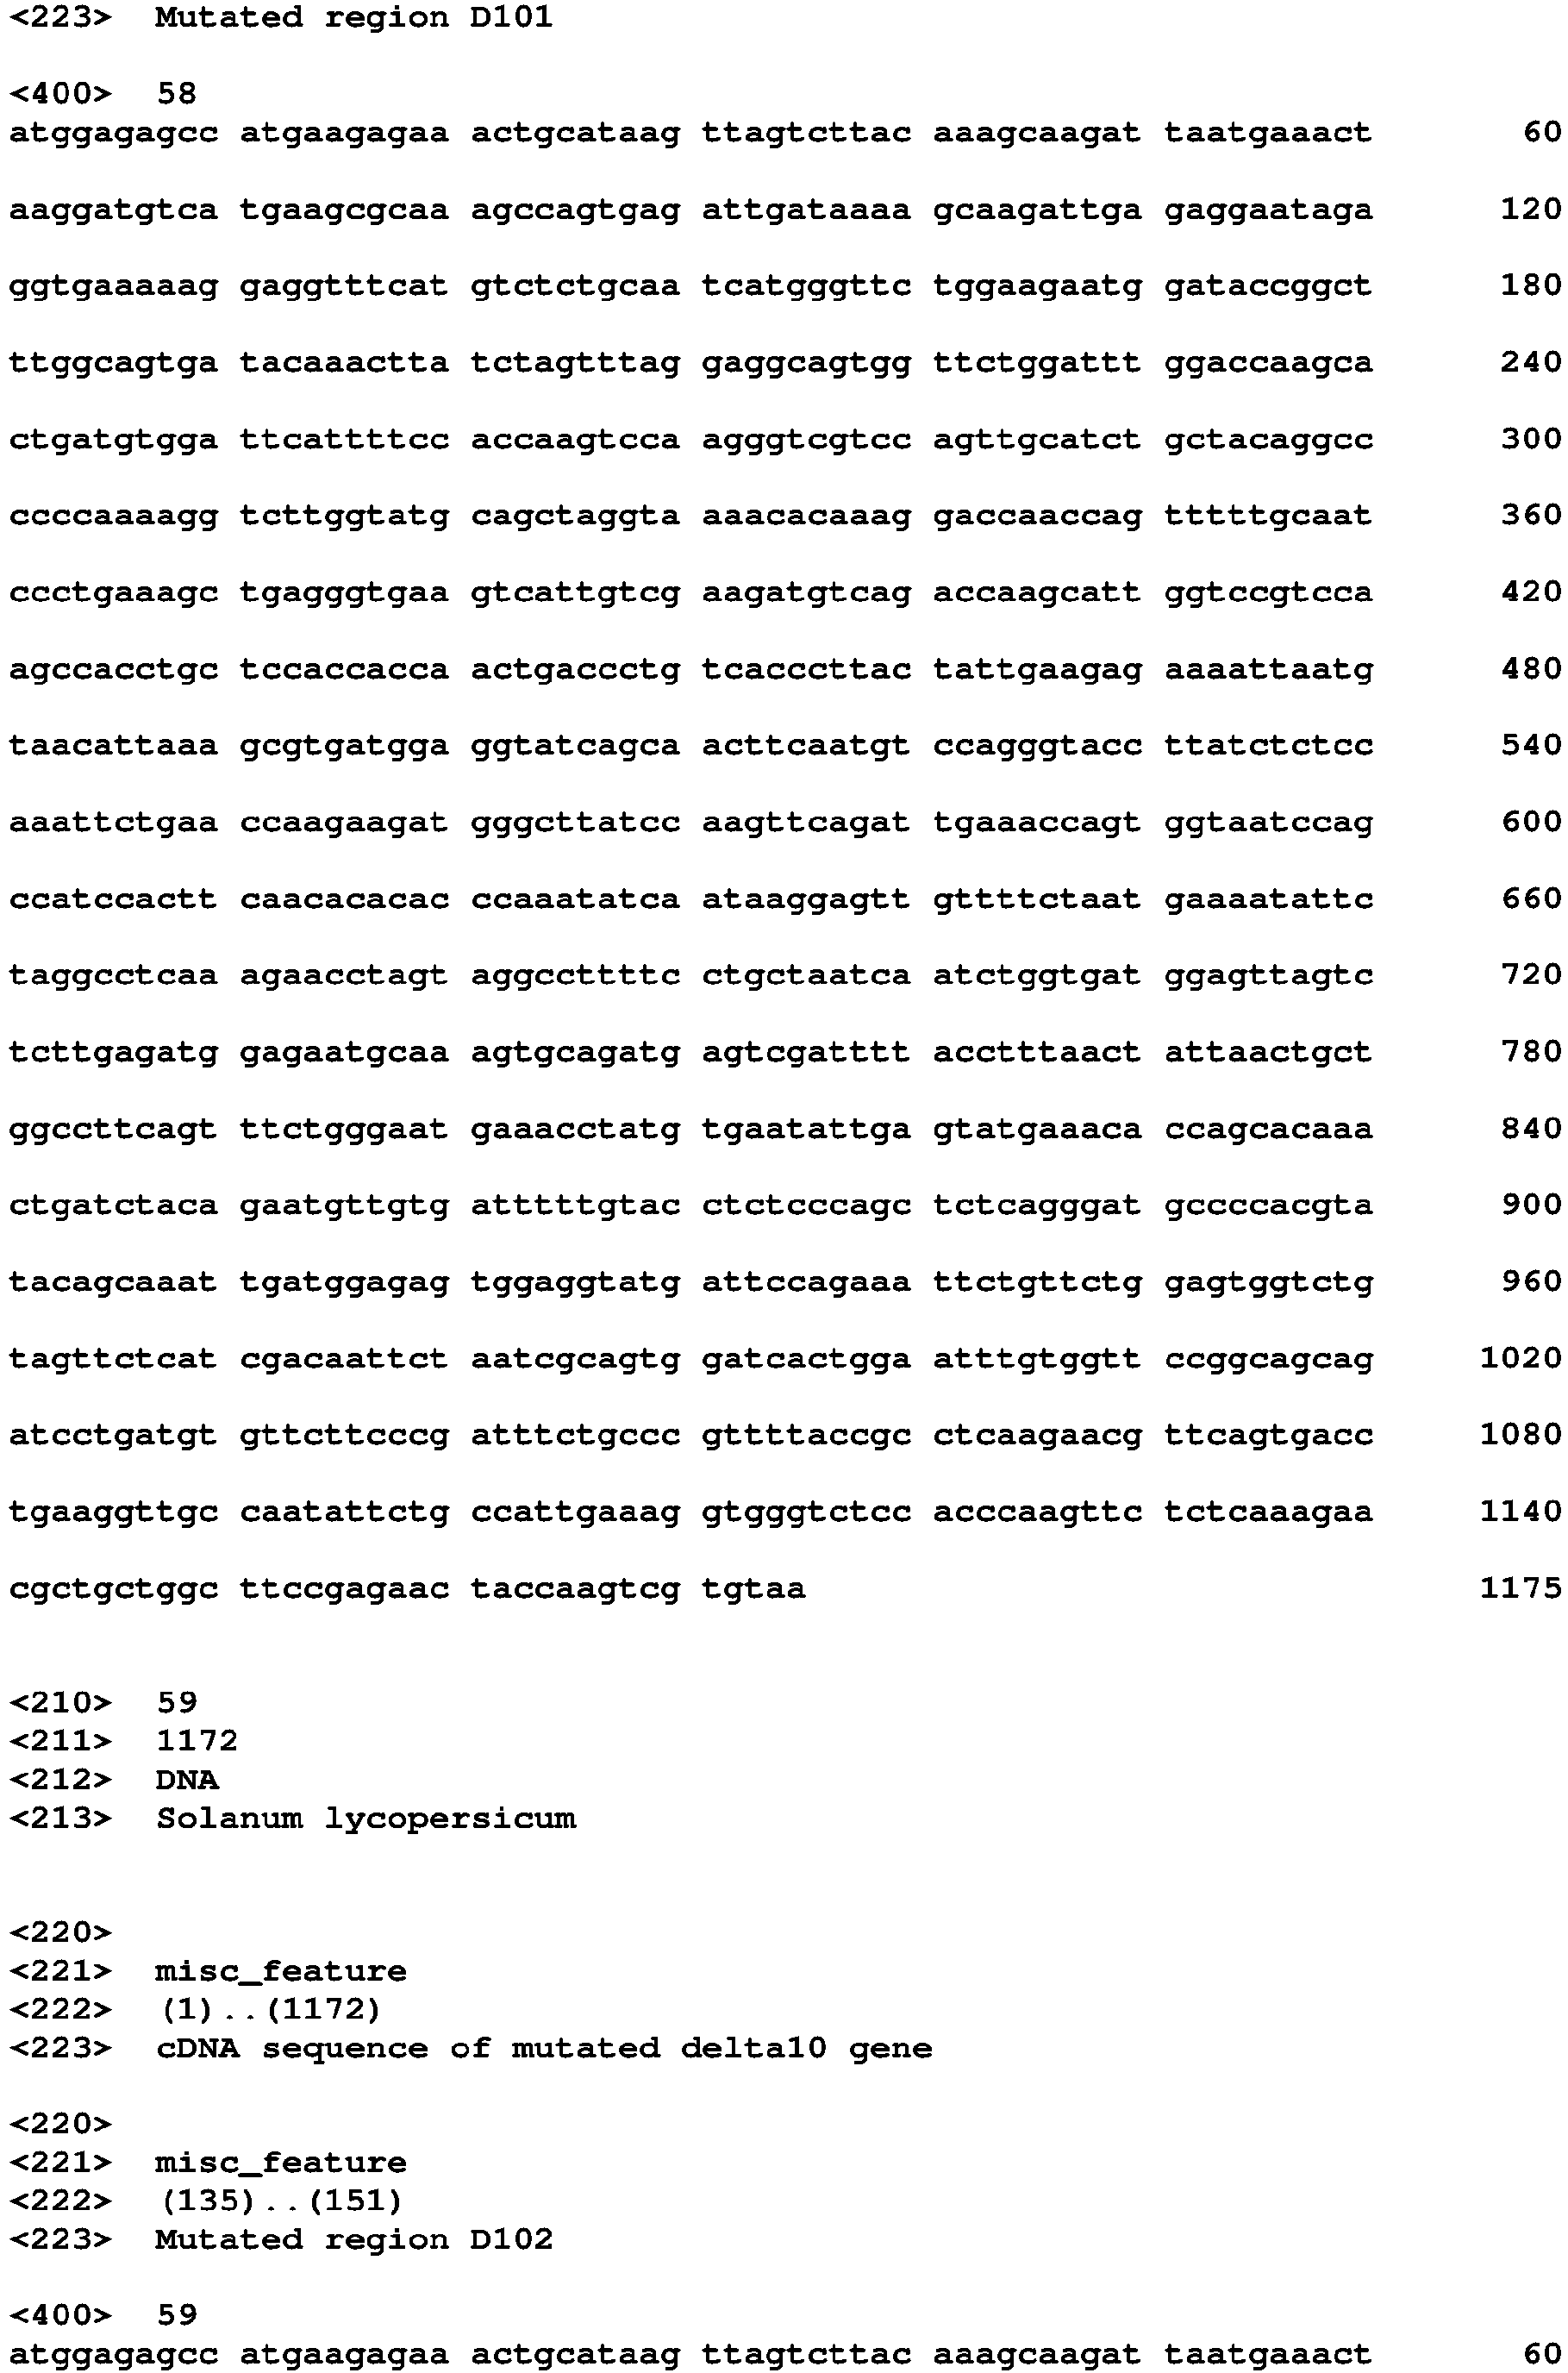 <223> Mutated region D101
<400> 58
atggagagcc atgaagagaa actgcataag ttagtcttac aaagcaagat taatgaaact 60
aaggatgtca tgaagcgcaa agccagtgag attgataaaa gcaagattga gaggaataga 120
ggtgaaaaag gaggtttcat gtctctgcaa tcatgggttc tggaagaatg gataccggct 180
ttggcagtga tacaaactta tctagtttag gaggcagtgg ttctggattt ggaccaagca 240
ctgatgtgga ttcattttcc accaagtcca agggtcgtcc agttgcatct gctacaggcc 300
ccccaaaagg tcttggtatg cagctaggta aaacacaaag gaccaaccag tttttgcaat 360
ccctgaaagc tgagggtgaa gtcattgtcg aagatgtcag accaagcatt ggtccgtcca 420
agccacctgc tccaccacca actgaccctg tcacccttac tattgaagag aaaattaatg 480
taacattaaa gcgtgatgga ggtatcagca acttcaatgt ccagggtacc ttatctctcc 540
aaattctgaa ccaagaagat gggcttatcc aagttcagat tgaaaccagt ggtaatccag 600
ccatccactt caacacacac ccaaatatca ataaggagtt gttttctaat gaaaatattc 660
taggcctcaa agaacctagt aggccttttc ctgctaatca atctggtgat ggagttagtc 720
tcttgagatg gagaatgcaa agtgcagatg agtcgatttt acctttaact attaactgct 780
ggccttcagt ttctgggaat gaaacctatg tgaatattga gtatgaaaca ccagcacaaa 840
ctgatctaca gaatgttgtg atttttgtac ctctcccagc tctcagggat gccccacgta 900
tacagcaaat tgatggagag tggaggtatg attccagaaa ttctgttctg gagtggtctg 960
tagttctcat cgacaattct aatcgcagtg gatcactgga atttgtggtt ccggcagcag 1020
atcctgatgt gttcttcccg atttctgccc gttttaccgc ctcaagaacg ttcagtgacc 1080
tgaaggttgc caatattctg ccattgaaag gtgggtctcc acccaagttc tctcaaagaa 1140
cgctgctggc ttccgagaac taccaagtcg tgtaa 1175
<210> 59
<211> 1172
<212> DNA
<213> Solanum lycopersicum
<220>
<221> misc_feature
<222> (1)..(1172)
<223> cDNA sequence of mutated delta10 gene
<220>
<221> misc_feature
<222> (135)..(151)
<223> Mutated region D102
<400> 59
atggagagcc atgaagagaa actgcataag ttagtcttac aaagcaagat taatgaaact 60